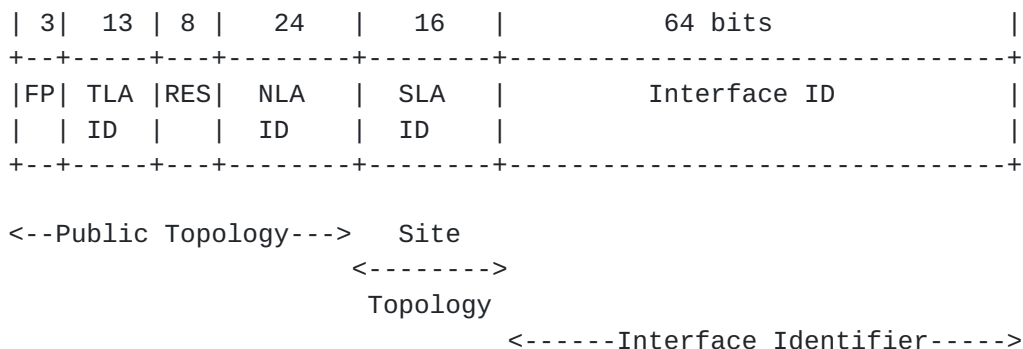 | 3|  13 | 8 |   24   |   16   |          64 bits               |
+--+-----+---+--------+--------+--------------------------------+
|FP| TLA |RES|  NLA   |  SLA   |         Interface ID           |
|  | ID  |   |  ID    |  ID    |                                |
+--+-----+---+--------+--------+--------------------------------+
<--Public Topology--->   Site
                      <-------->
                       Topology
                                <------Interface Identifier----->